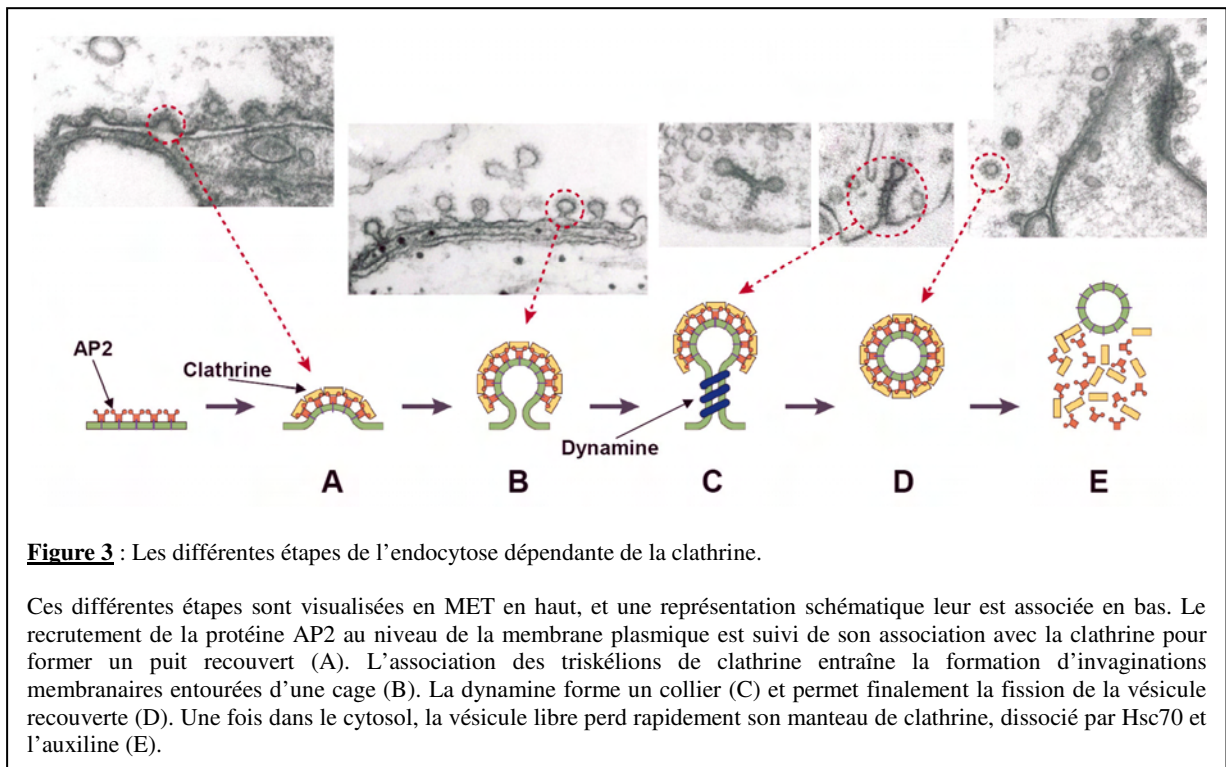 AP2
Clathrine
Dynamine
A
B
C
D
E
Figure 3 : Les différentes étapes de l’endocytose dépendante de la clathrine.
Ces différentes étapes sont visualisées en MET en haut, et une représentation schématique leur est associée en bas. Le
recrutement de la protéine AP2 au niveau de la membrane plasmique est suivi de son association avec la clathrine pour
former un puit recouvert (A). L’association des triskélions de clathrine entraîne la formation d’invaginations
membranaires entourées d’une cage (B). La dynamine forme un collier (C) et permet finalement la fission de la vésicule
recouverte (D). Une fois dans le cytosol, la vésicule libre perd rapidement son manteau de clathrine, dissocié par Hsc70 et
l’auxiline (E).